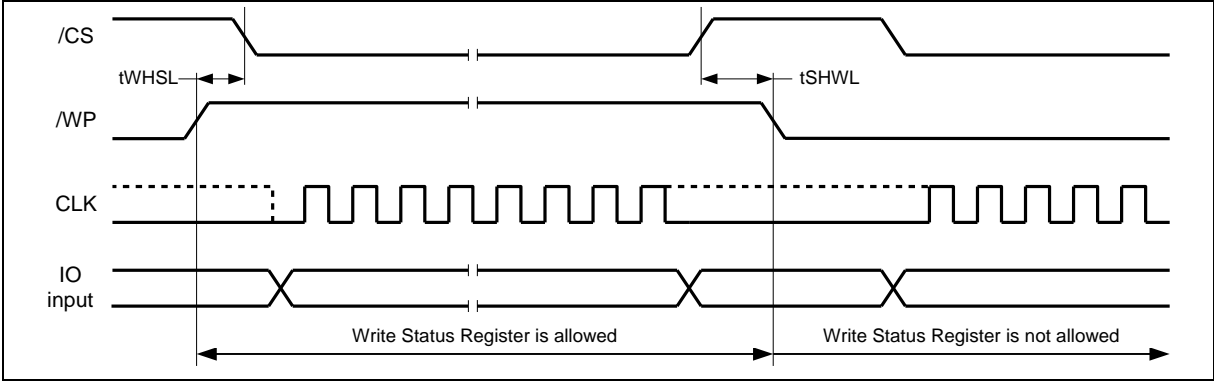 /CS
tWHSL
tSHWL
/WP
CLK
IO
input
Write Status Register is allowed
Write Status Register is not allowed